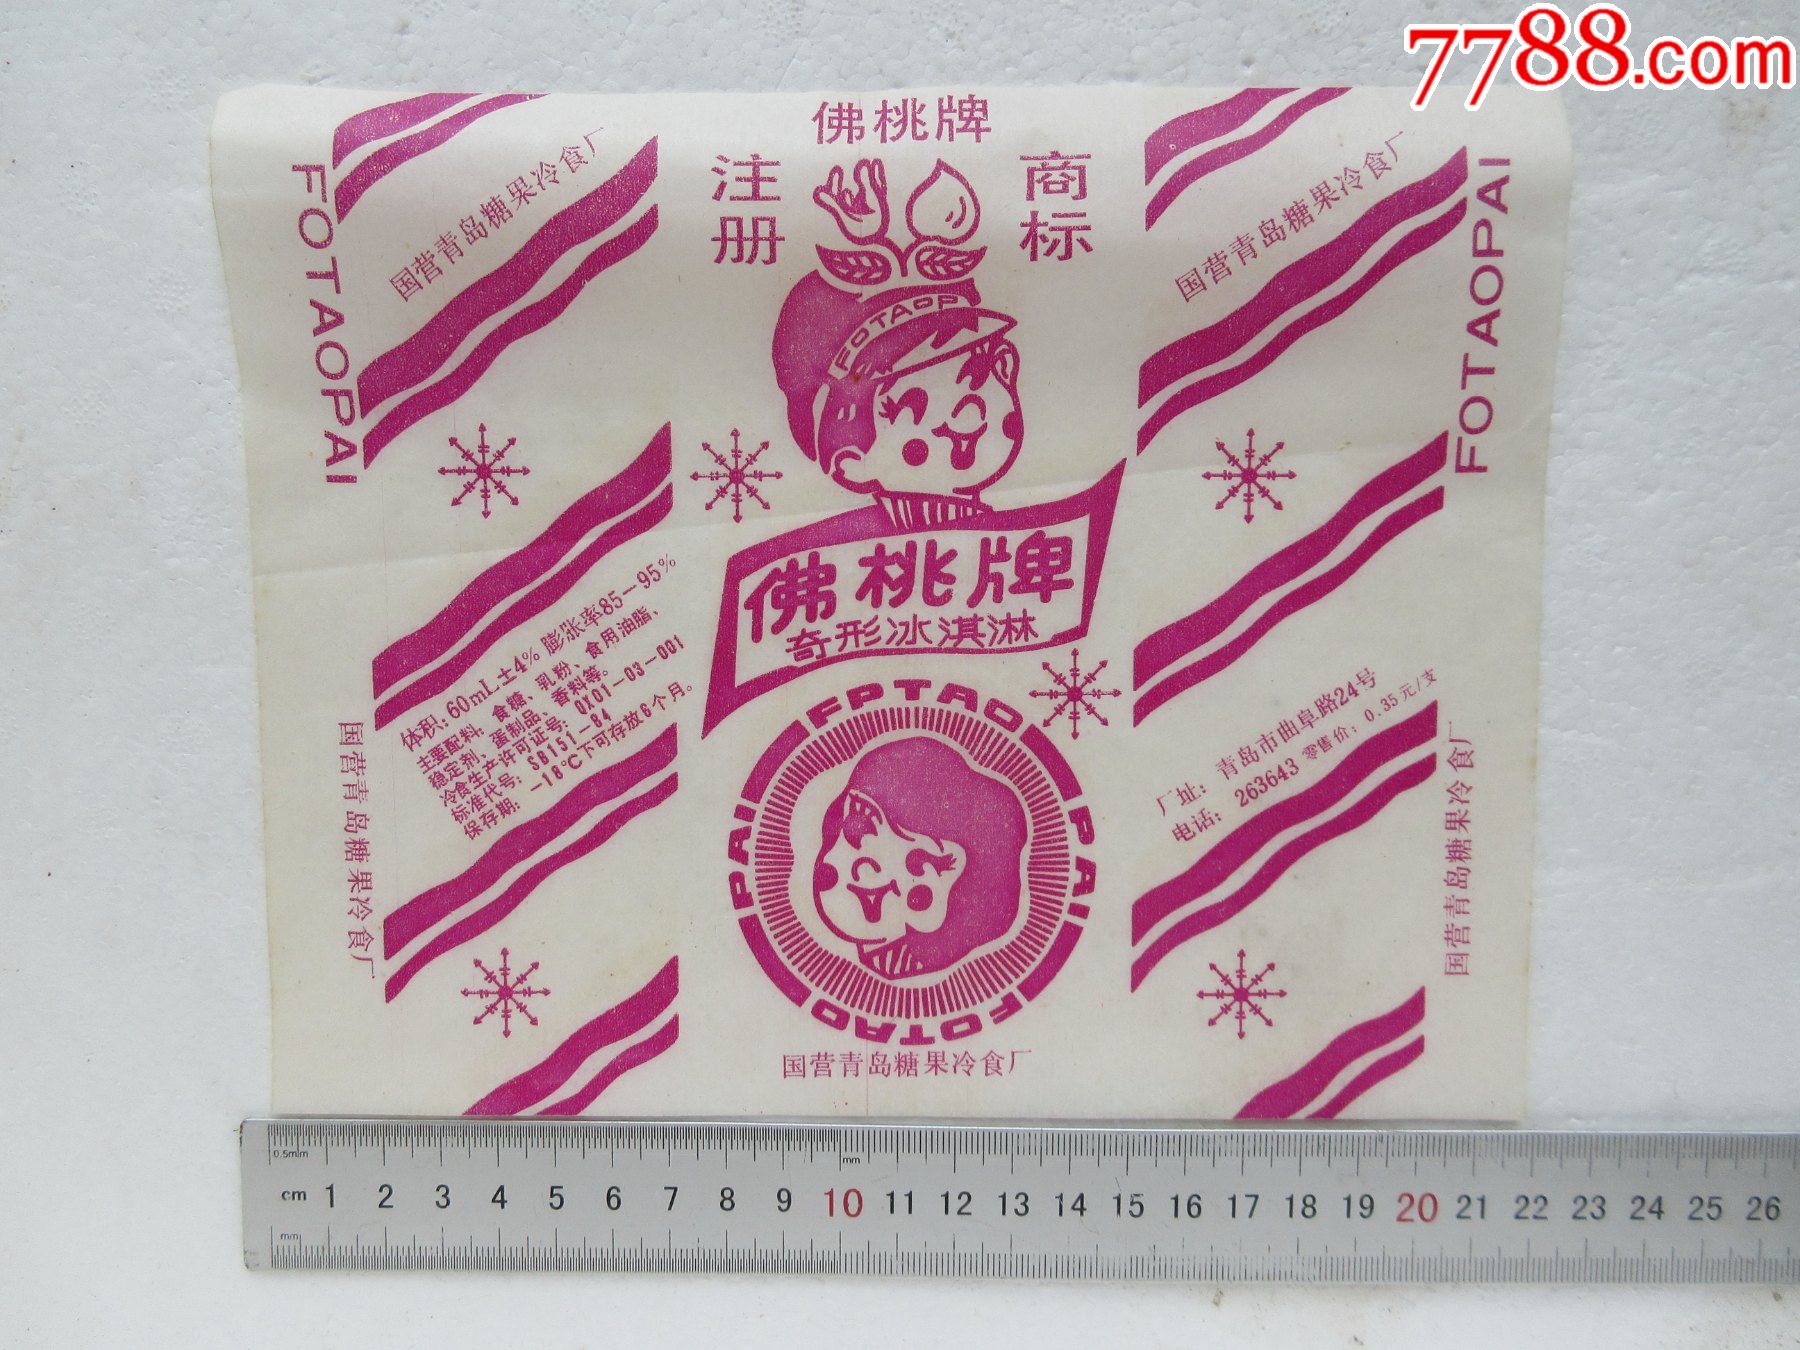 7788.com
佛桃牌
注册
商标
FOTAOPAI
国营青岛糖果冷食厂
国营青岛糖果冷食厂
FOTAOPAI
FOTAOP
佛桃牌
奇形冰淇淋
体积：60mL±4% 膨张率85—95%
主要配料：食糖、乳粉、食用油脂、
稳定剂、蛋制品、香料等。
冷食生产许可证号：QX01—03—001
标准代号：SB151—84
保存期：—18℃下可存放6个月。
厂址：青岛市曲阜路24号
电话：263643 零售价：0.35元/支
国营青岛糖果冷食厂
国营青岛糖果冷食厂
FPTAO
PAI
FOTAO
FOTAO
PAI
国营青岛糖果冷食厂
0.5mm
mm
cm 1 2 3 4 5 6 7 8 9 10 11 12 13 14 15 16 17 18 19 20 21 22 23 24 25 26
mm